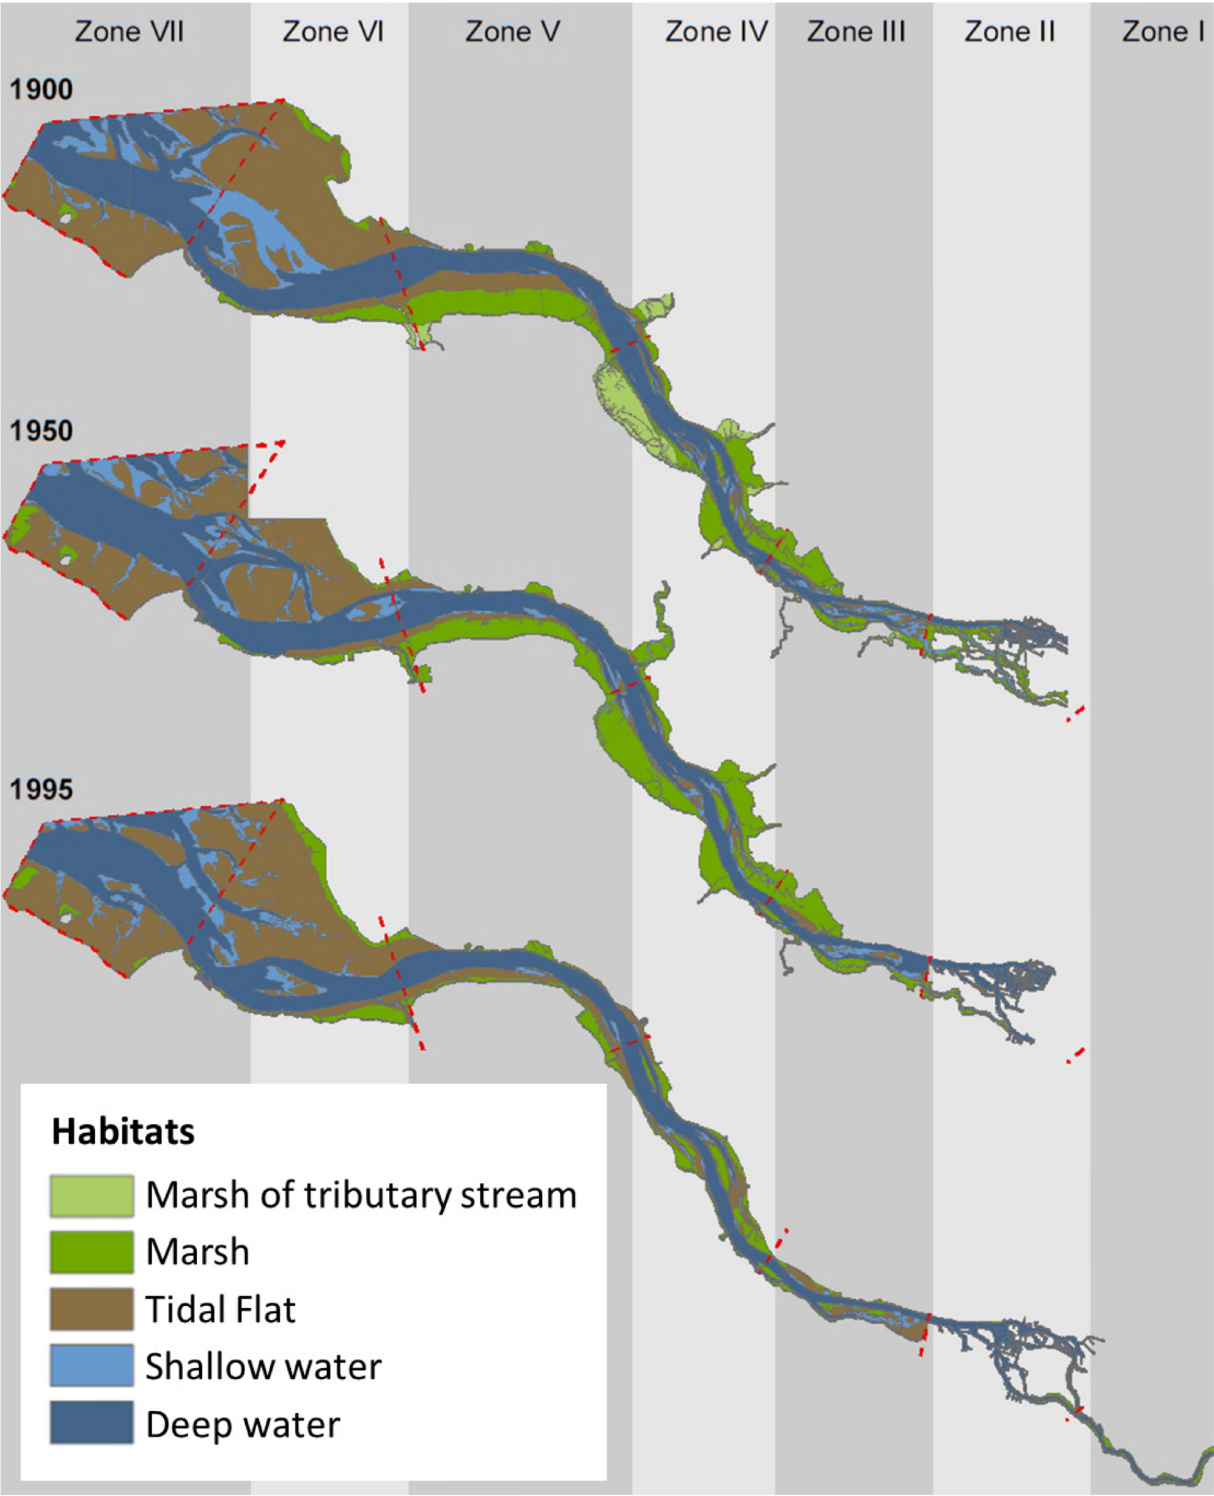 Zone VII Zone VI Zone V Zone IV Zone III Zone II Zone I
1900
1950
1995
Habitats
Marsh of tributary stream
Marsh
Tidal Flat
Shallow water
Deep water